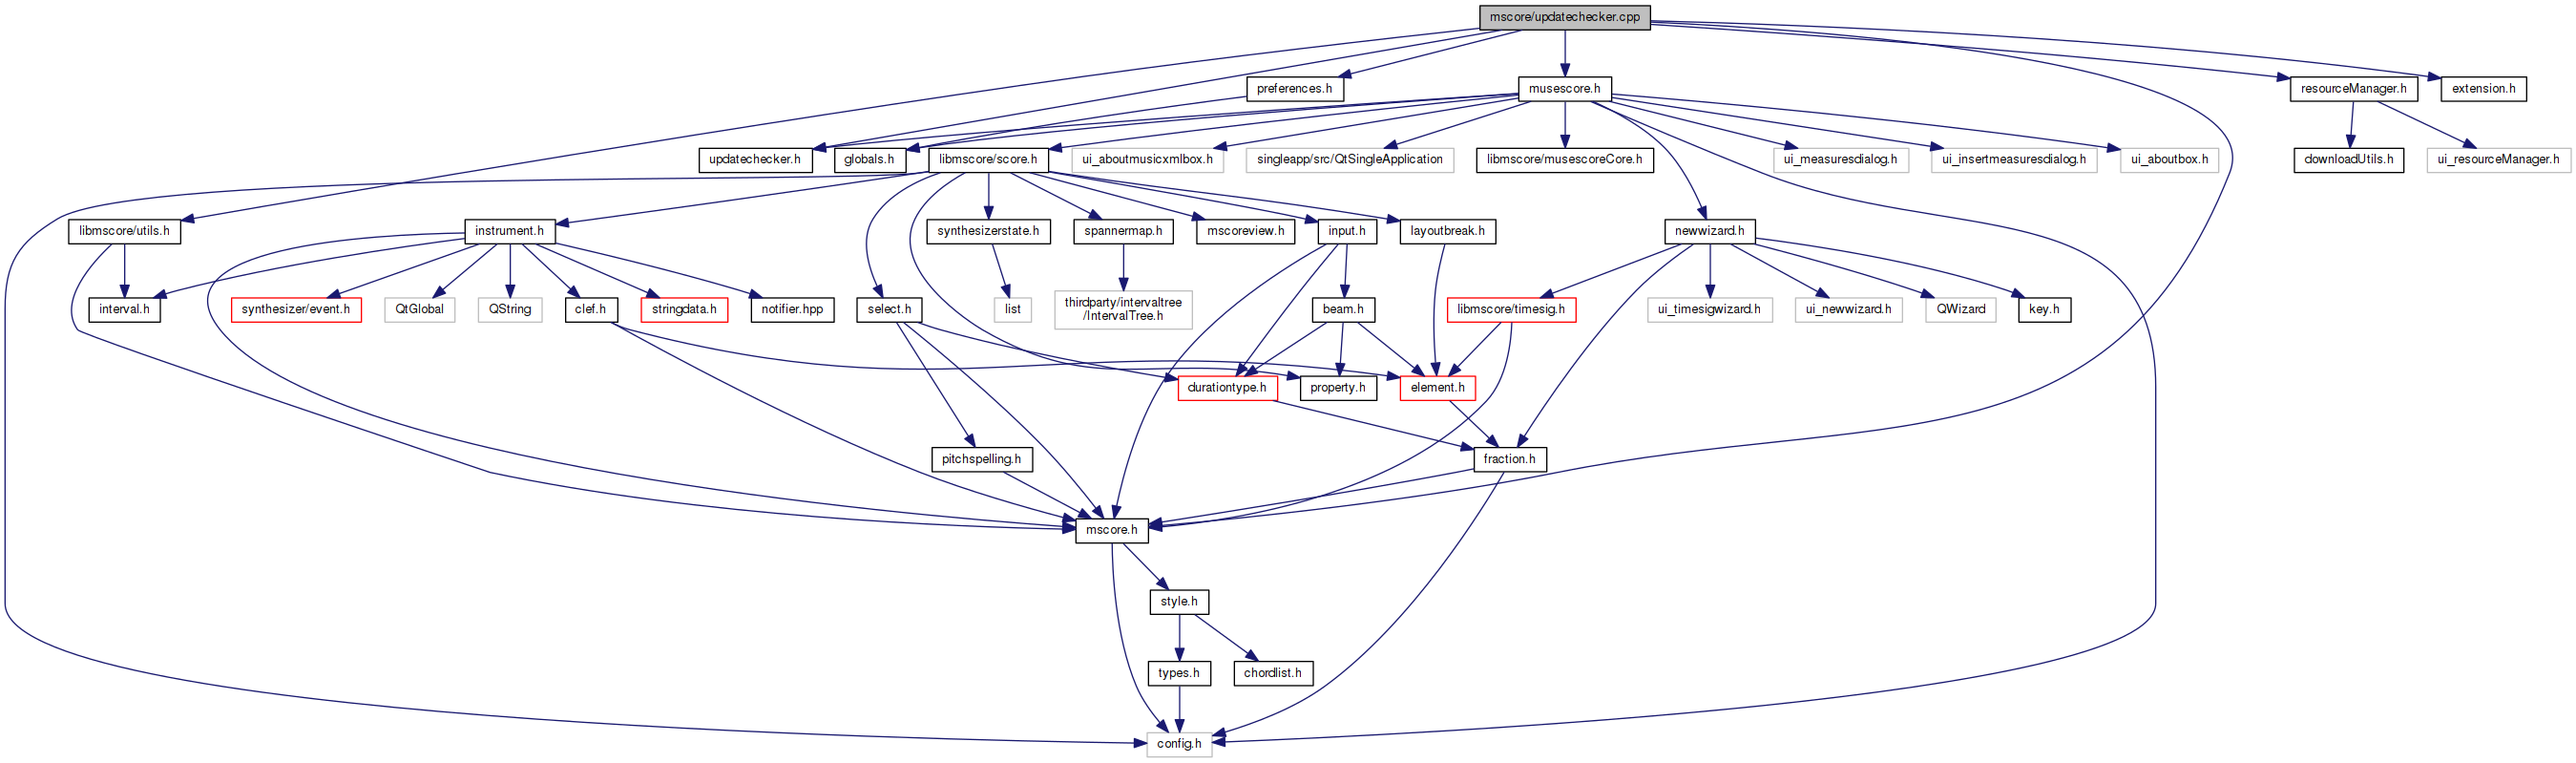 mscore/updatechecker.cpp
preferences.h
musescore.h
resourceManager.h
extension.h
updatechecker.h
globals.h
libmscore/score.h
ui_aboutmusicxmlbox.h
singleapp/src/QtSingleApplication
libmscore/musescoreCore.h
ui_measuresdialog.h
ui_insertmeasuresdialog.h
ui_aboutbox.h
downloadUtils.h
ui_resourceManager.h
libmscore/utils.h
instrument.h
synthesizerstate.h
spannermap.h
mscoreview.h
input.h
layoutbreak.h
newwizard.h
interval.h
synthesizer/event.h
QtGlobal
QString
clef.h
stringdata.h
notifier.hpp
select.h
list
thirdparty/intervaltree
/IntervalTree.h
beam.h
libmscore/timesig.h
ui_timesigwizard.h
ui_newwizard.h
QWizard
key.h
durationtype.h
property.h
element.h
pitchspelling.h
fraction.h
mscore.h
style.h
types.h
chordlist.h
config.h